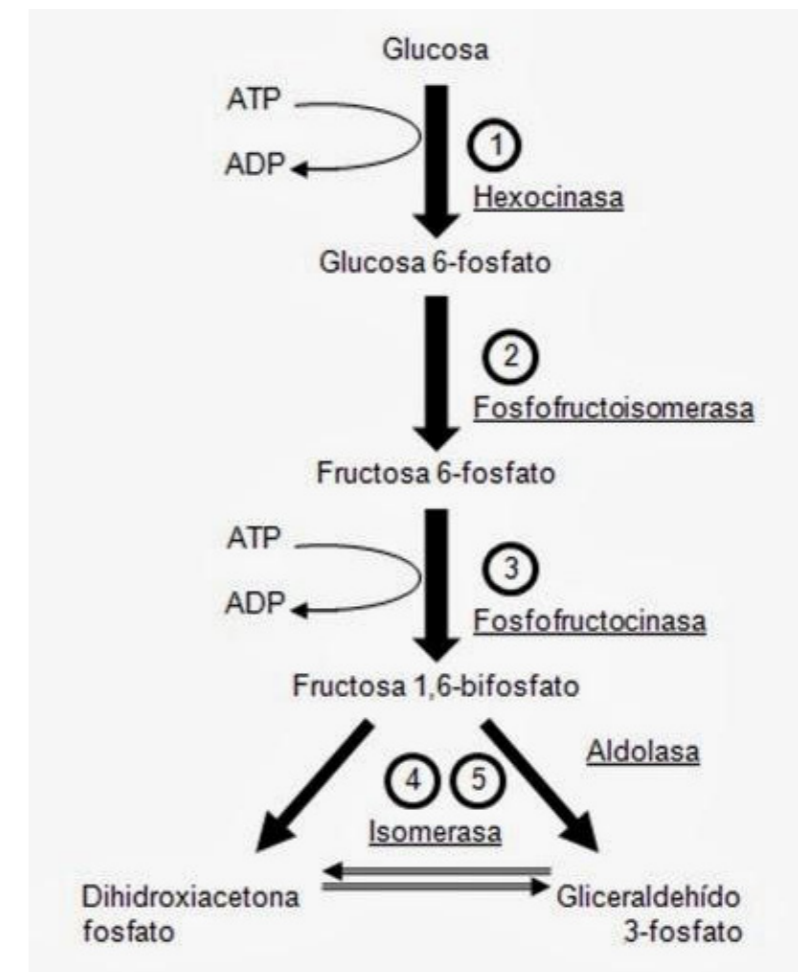 Glucosa
ATP
ADP
1
Hexocinasa
Glucosa 6-fosfato
2
Fosfofructoisomerasa
Fructosa 6-fosfato
ATP
ADP
3
Fosfofructocinasa
Fructosa 1,6-bifosfato
Aldolasa
4 5
Isomerasa
Dihidroxiacetona
fosfato
Gliceraldehído
3-fosfato